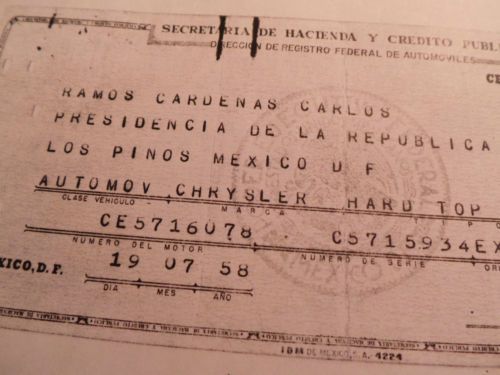 SECRETARIA DE HACIENDA Y CREDITO PUBL
DIRECCION DE REGISTRO FEDERAL DE AUTOMOVILES
CE
RAMOS CARDENAS CARLOS
PRESIDENCIA DE LA REPUBLICA
LOS PINOS MEXICO D F
AUTOMOV CHRYSLER HARD TOP
CLASE VEHICULO MARCA
CE5716078 C5715934EX
NUMERO DEL MOTOR NUMERO DE SERIE
XICO, D. F. 19 07 58
DIA MES AÑO
IBM DE MEXICO, S. A. 4224